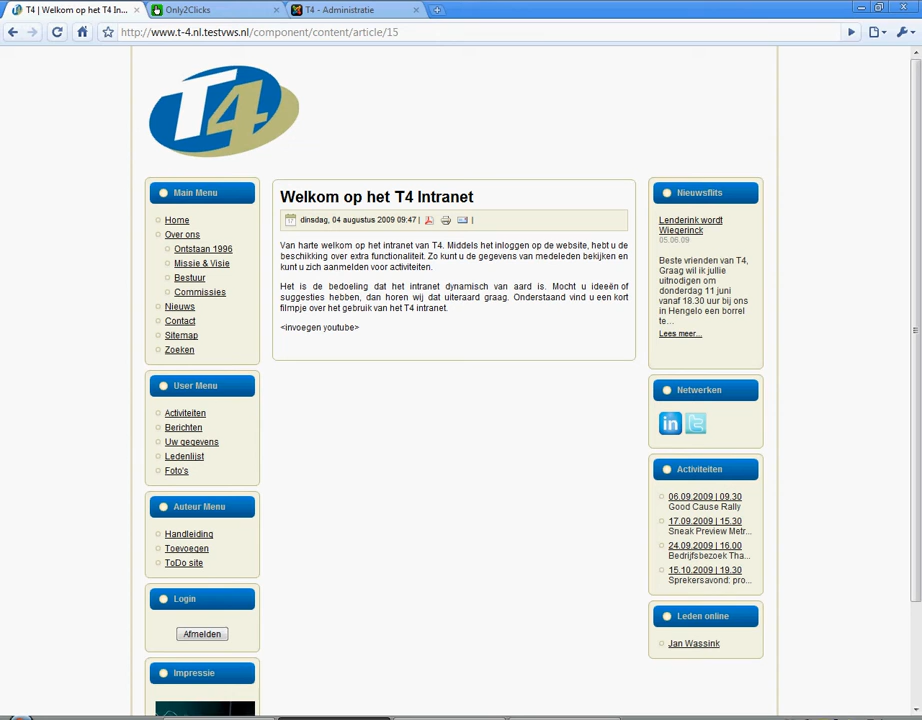 T4 | Welkom op het T4 In...
Only2Clicks
T4 - Administratie
http://www.t-4.nl.testvws.nl/component/content/article/15
T4
Main Menu
Home
Over ons
Ontstaan 1996
Missie & Visie
Bestuur
Commissies
Nieuws
Contact
Sitemap
Zoeken
User Menu
Activiteiten
Berichten
Uw gegevens
Ledenlijst
Foto's
Auteur Menu
Handleiding
Toevoegen
ToDo site
Login
Afmelden
Impressie
Welkom op het T4 Intranet
dinsdag, 04 augustus 2009 09:47 | | 
Van harte welkom op het intranet van T4. Middels het inloggen op de website, hebt u de
beschikking over extra functionaliteit. Zo kunt u de gegevens van medeleden bekijken en
kunt u zich aanmelden voor activiteiten.
Het is de bedoeling dat het intranet dynamisch van aard is. Mocht u ideeën of
suggesties hebben, dan horen wij dat uiteraard graag. Onderstaand vind u een kort
filmpje over het gebruik van het T4 intranet.
<invoegen youtube>
Nieuwsflits
Lenderink wordt
Wiegerinck
05.06.09
Beste vrienden van T4,
Graag wil ik jullie
uitnodigen om
donderdag 11 juni
vanaf 18.30 uur bij ons
in Hengelo een borrel
te...
Lees meer...
Netwerken
in
t
Activiteiten
06.09.2009 | 09.30
Good Cause Rally
17.09.2009 | 15.30
Sneak Preview Metr...
24.09.2009 | 16.00
Bedrijfsbezoek Tha...
15.10.2009 | 19.30
Sprekersavond: pro...
Leden online
Jan Wassink